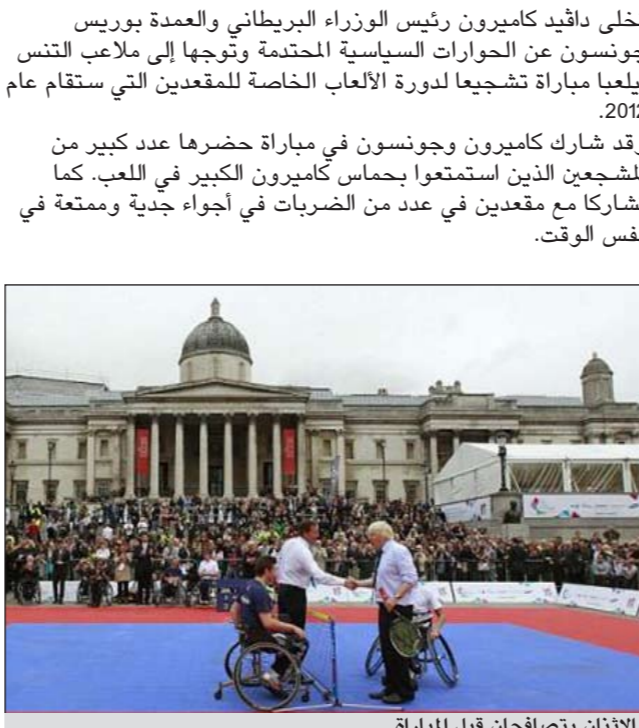 خلى داڤيد كاميرون رئيس الوزراء البريطاني والعمدة بوريس
جونسون عن الحوارات السياسية المحتدمة وتوجها إلى ملاعب التنس
يلعبا مباراة تشجيعا لدورة الألعاب الخاصة للمقعدين التي ستقام عام
2012.
وقد شارك كاميرون وجونسون في مباراة حضرها عدد كبير من
لمشجعين الذين استمتعوا بحماس كاميرون الكبير في اللعب. كما
شاركا مع مقعدين في عدد من الضربات في أجواء جدية وممتعة في
نفس الوقت.
الاثنان يتصافحان قبل المباراة